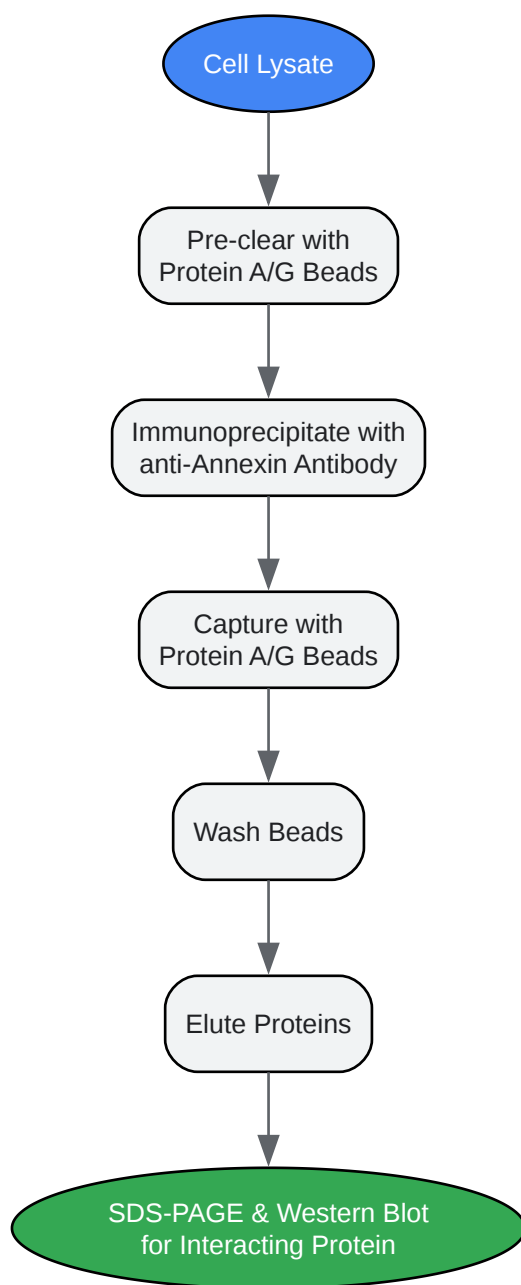 Cell Lysate
Pre-clear with
Protein A/G Beads
Immunoprecipitate with
anti-Annexin Antibody
Capture with
Protein A/G Beads
Wash Beads
Elute Proteins
SDS-PAGE & Western Blot
for Interacting Protein